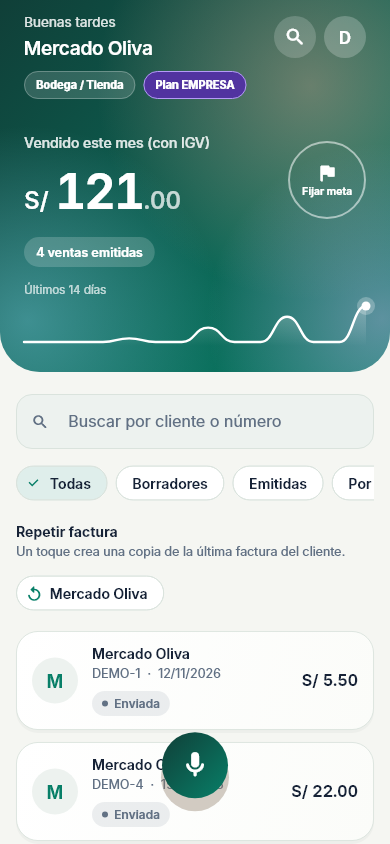 Buenas tardes
Mercado Oliva
D
Bodega / Tienda
Plan EMPRESA
Vendido este mes (con IGV)
S/ 121.00
Fijar meta
4 ventas emitidas
Últimos 14 días
Buscar por cliente o número
Todas
Borradores
Emitidas
Por
Repetir factura
Un toque crea una copia de la última factura del cliente.
Mercado Oliva
M
Mercado Oliva
DEMO-1 · 12/11/2026
S/ 5.50
Enviada
M
Mercado
DEMO-4 ·
S/ 22.00
Enviada